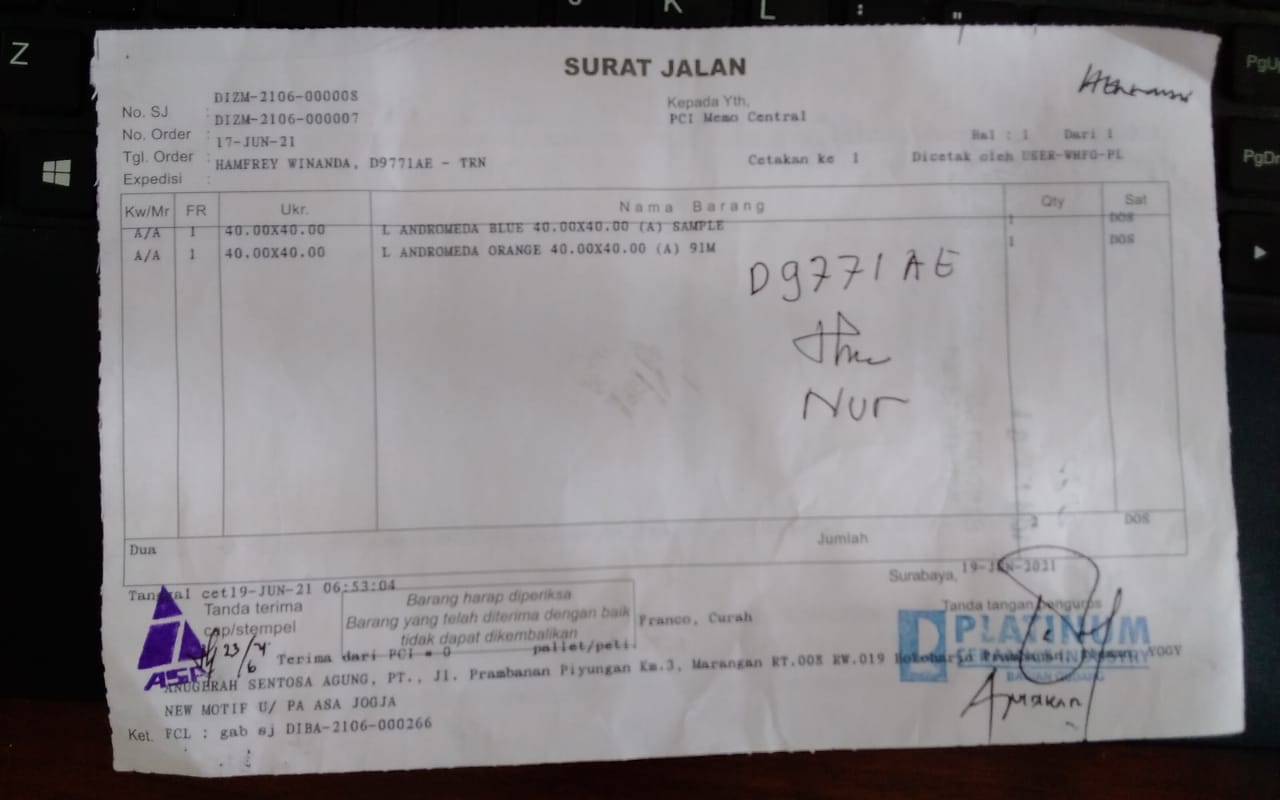 SURAT JALAN
No. SJ : DIZM-2106-000008
No. Order : DIZM-2106-000007
Tgl. Order : 17-JUN-21
Expedisi : HAMFREY WINANDA, D9771AE - TRN
Kepada Yth,
PCI Memo Central
Hal : 1 Dari 1
Cetakan ke 1 Dicetak oleh USER-WHFG-PL
Kw/Mr FR Ukr. Nama Barang Qty Sat
A/A 1 40.00X40.00 L ANDROMEDA BLUE 40.00X40.00 (A) SAMPLE 1 DOS
A/A 1 40.00X40.00 L ANDROMEDA ORANGE 40.00X40.00 (A) 91M 1 DOS
D9771AE
Nur
Dua Jumlah 2 DOS
Tanggal cet19-JUN-21 06:53:04
Surabaya, 19-JUN-2021
Tanda terima
cap/stempel
Barang harap diperiksa
Barang yang telah diterima dengan baik
tidak dapat dikembalikan
Franco, Curah
Tanda tangan pengurus
PLATINUM
INDUSTRY
23/6
Terima dari PCI = 0 pallet/peti.
ASA
ANUGERAH SENTOSA AGUNG, PT., Jl. Prambanan Piyungan Km.3, Marangan RT.008 RW.019 YOGY
NEW MOTIF U/ PA ASA JOGJA
Ket. FCL : gab sj DIBA-2106-000266